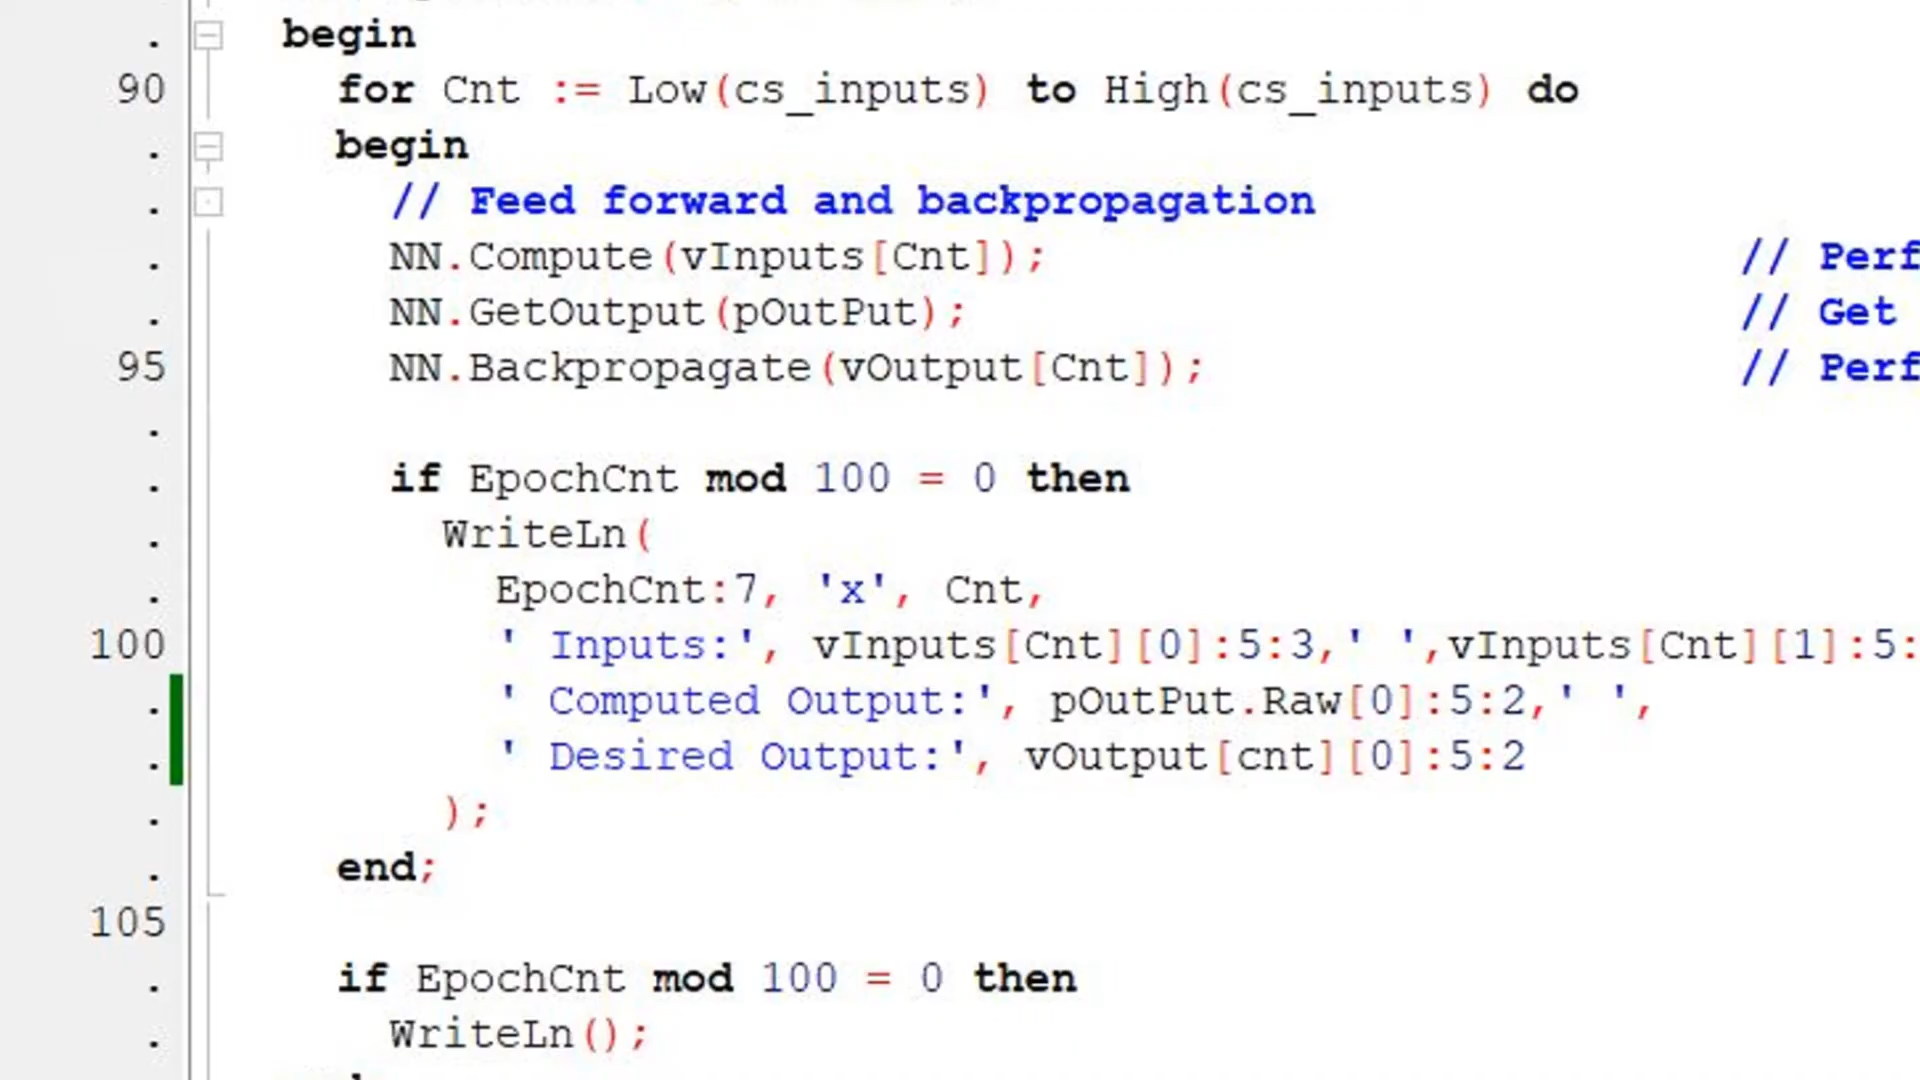 . begin
90 for Cnt := Low(cs_inputs) to High(cs_inputs) do
. begin
. // Feed forward and backpropagation
. NN.Compute(vInputs[Cnt]); // Perf
. NN.GetOutput(pOutPut); // Get
95 NN.Backpropagate(vOutput[Cnt]); // Perf
.
. if EpochCnt mod 100 = 0 then
. WriteLn(
. EpochCnt:7, 'x', Cnt,
100 ' Inputs:', vInputs[Cnt][0]:5:3,' ',vInputs[Cnt][1]:5:
. ' Computed Output:', pOutPut.Raw[0]:5:2,' ',
. ' Desired Output:', vOutput[cnt][0]:5:2
. );
. end;
105
. if EpochCnt mod 100 = 0 then
. WriteLn();